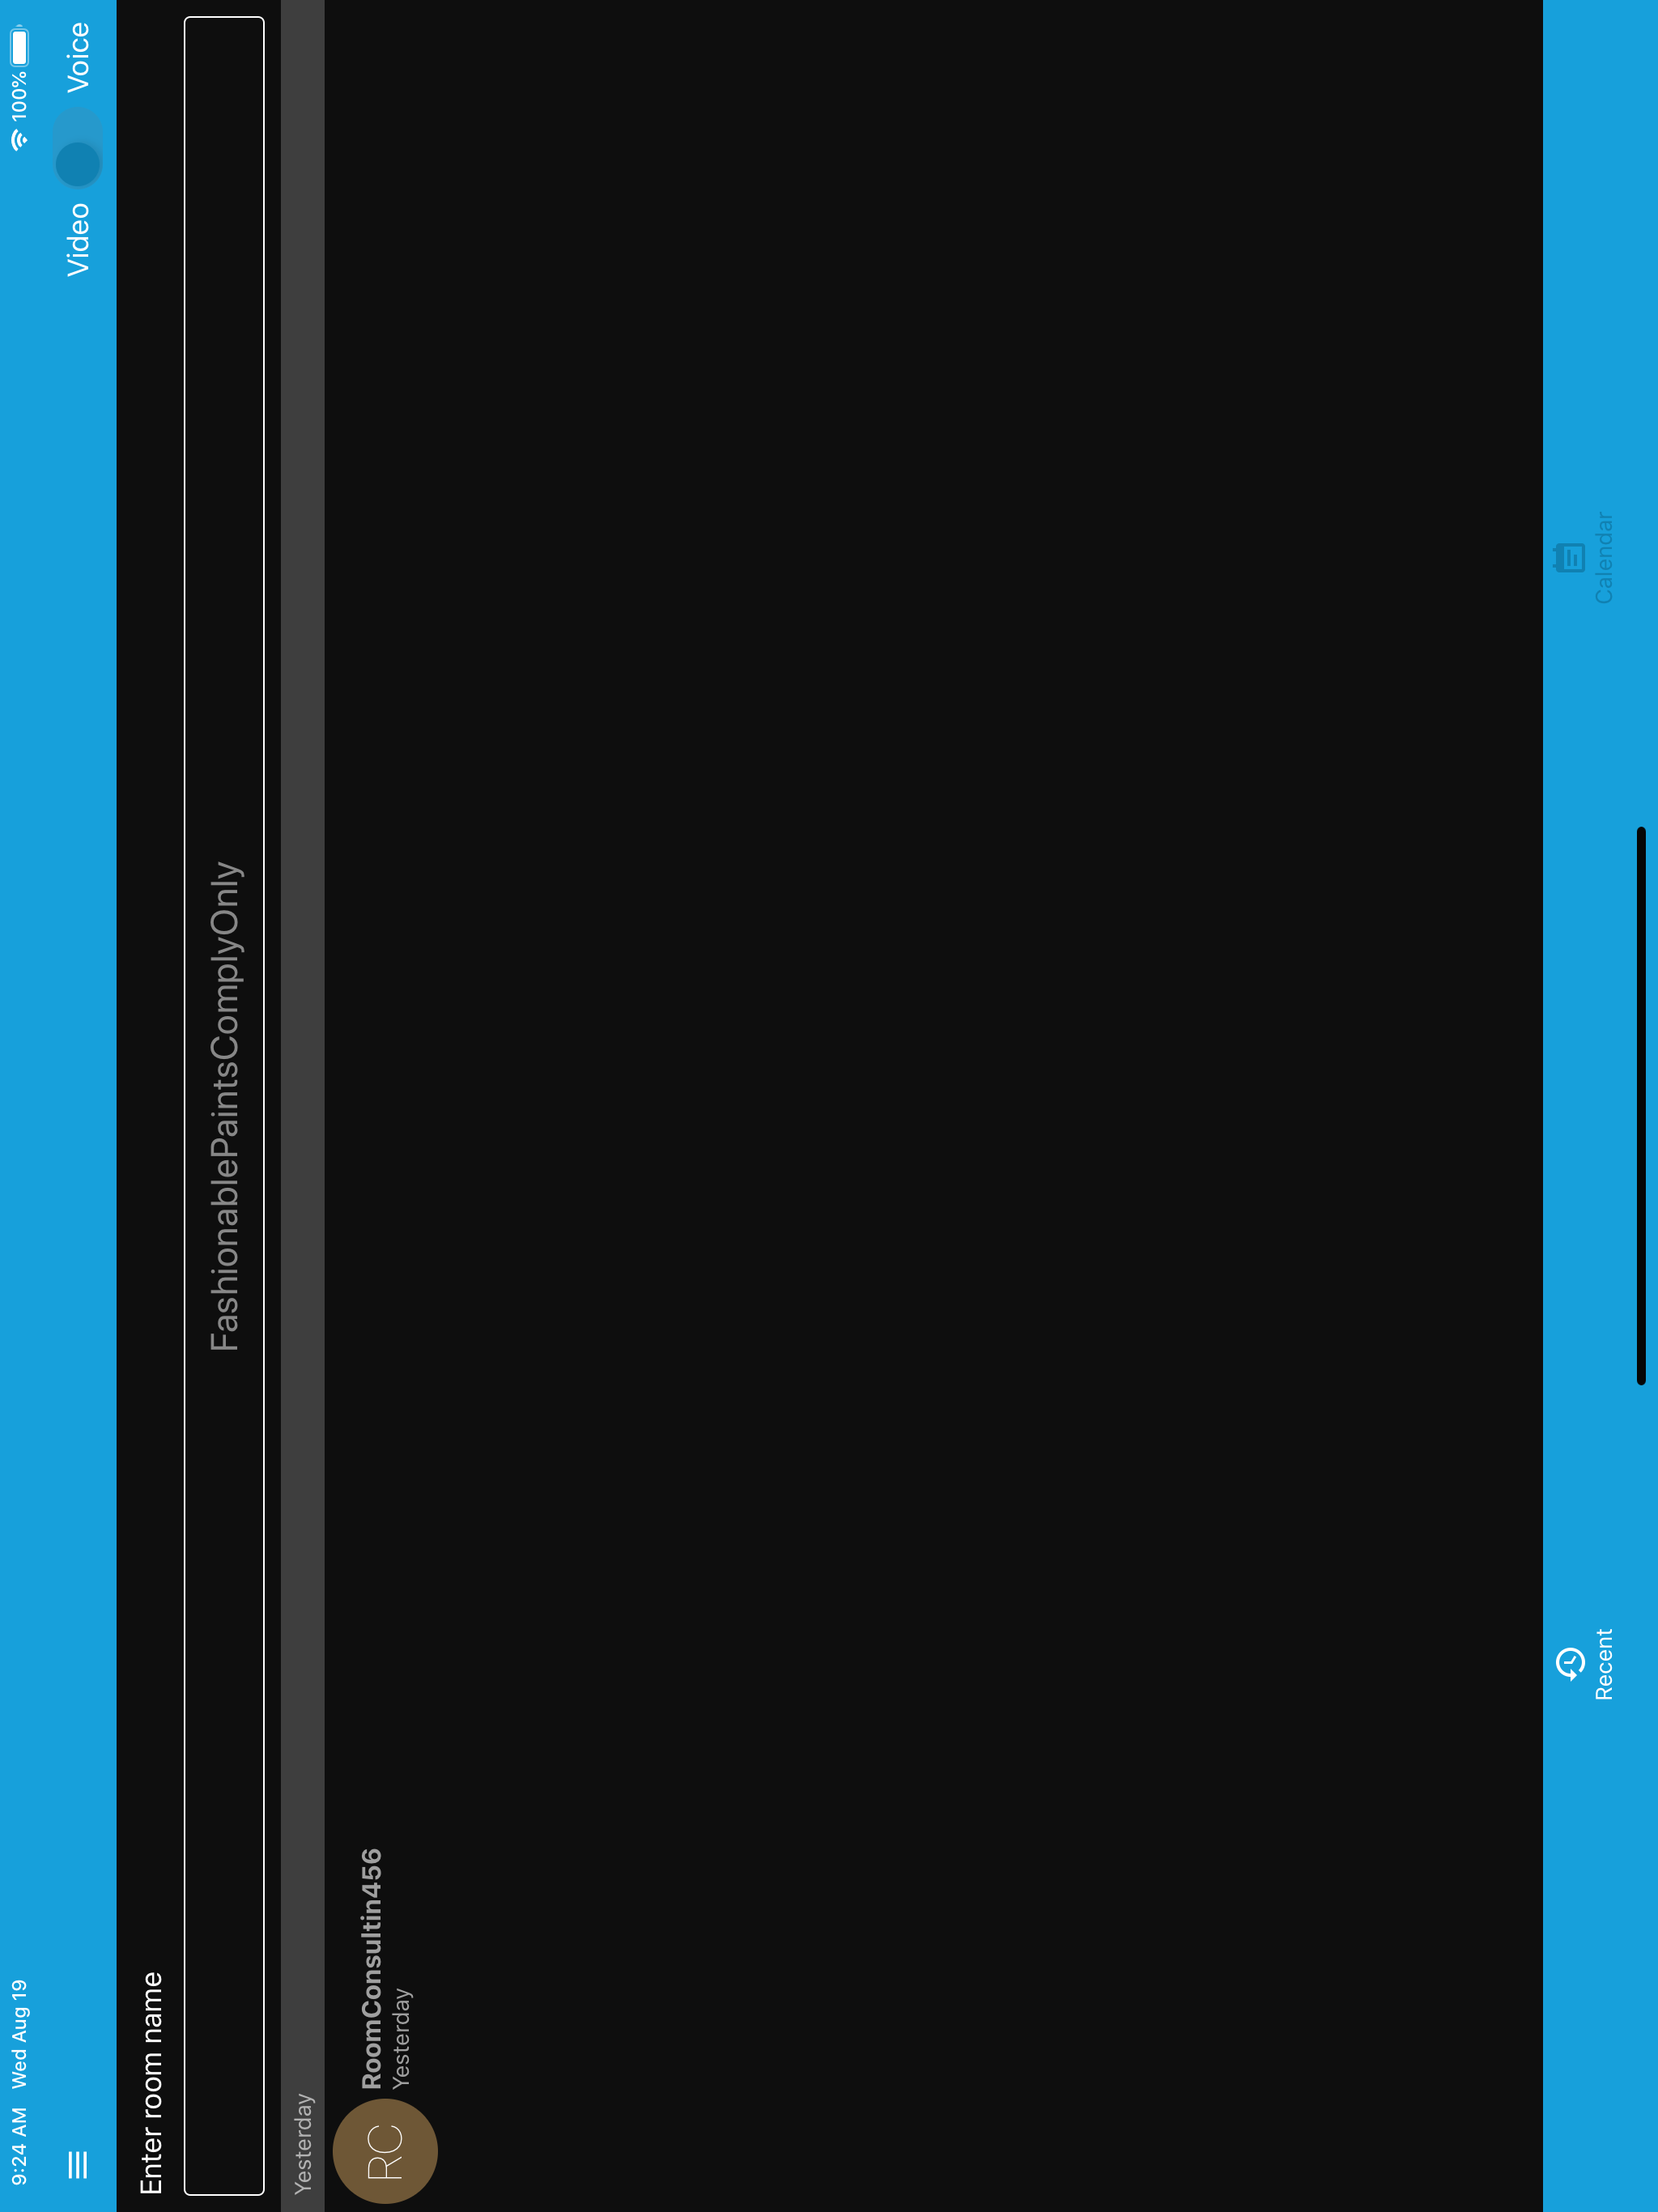 9:24 AM Wed Aug 19 100%
Video Voice
Enter room name
FashionablePaintsComplyOnly
Yesterday
RC RoomConsultin456
Yesterday
Recent Calendar